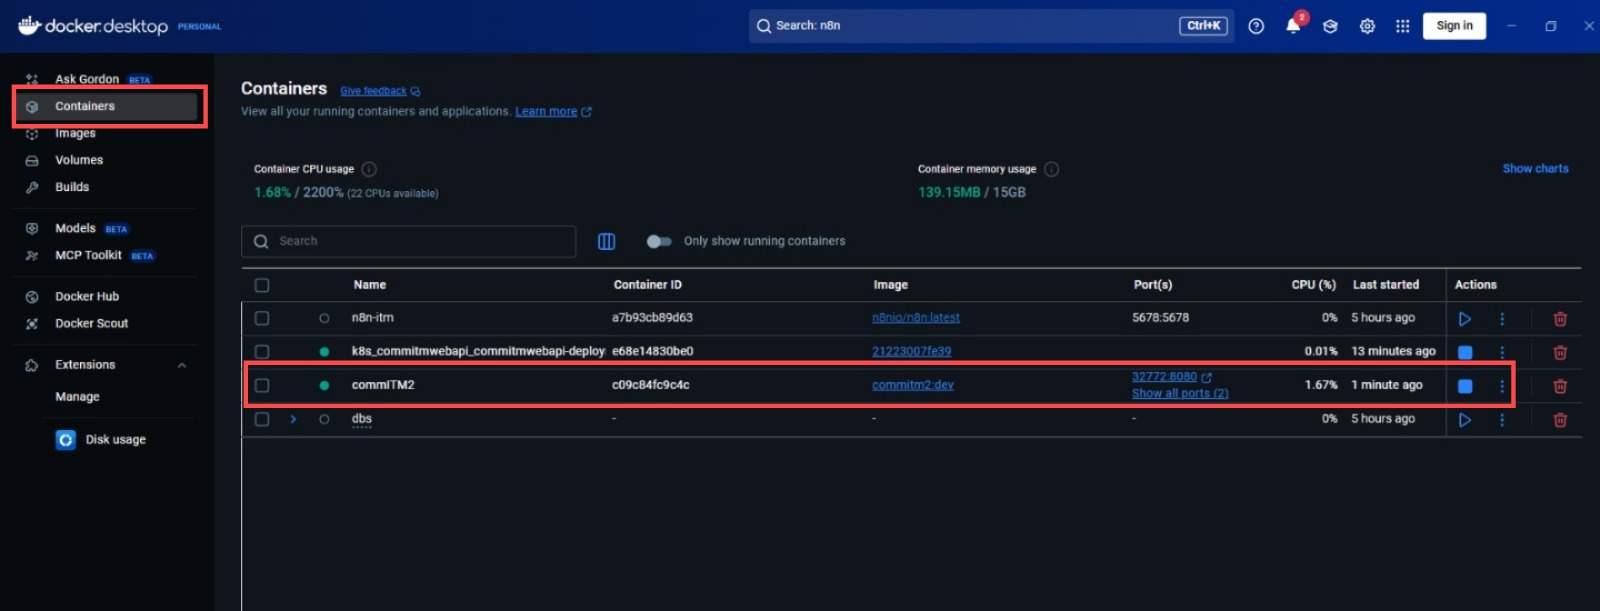 docker.desktop PERSONAL Search: n8n Ctrl+K 2 Sign in
Ask Gordon BETA
Containers
Images
Volumes
Builds
Models BETA
MCP Toolkit BETA
Docker Hub
Docker Scout
Extensions
Manage
Disk usage
Containers Give feedback
View all your running containers and applications. Learn more
Container CPU usage
1.68% / 2200% (22 CPUs available)
Container memory usage
139.15MB / 15GB
Show charts
Search
Only show running containers
Name Container ID Image Port(s) CPU (%) Last started Actions
n8n-itm a7b93cb89d63 n8nio/n8n:latest 5678:5678 0% 5 hours ago
k8s_commitmwebapi_commitmwebapi-deploy e68e14830be0 21223007fe39 0.01% 13 minutes ago
commITM2 c09c84fc9c4c commitm2:dev 32772:8080 1.67% 1 minute ago
Show all ports (2)
dbs - - - 0% 5 hours ago